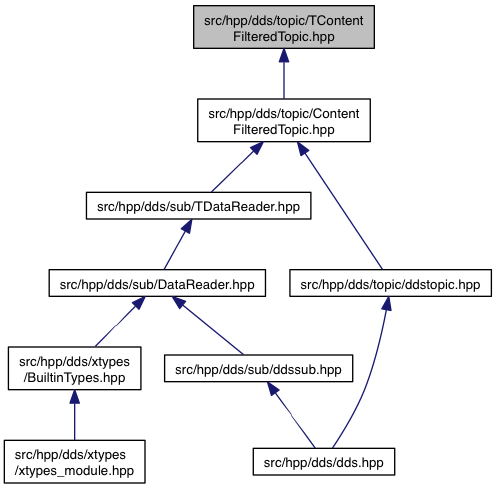 src/hpp/dds/topic/TContent
FilteredTopic.hpp
src/hpp/dds/topic/Content
FilteredTopic.hpp
src/hpp/dds/sub/TDataReader.hpp
src/hpp/dds/sub/DataReader.hpp
src/hpp/dds/topic/ddstopic.hpp
src/hpp/dds/xtypes
/BuiltinTypes.hpp
src/hpp/dds/sub/ddssub.hpp
src/hpp/dds/xtypes
/xtypes_module.hpp
src/hpp/dds/dds.hpp